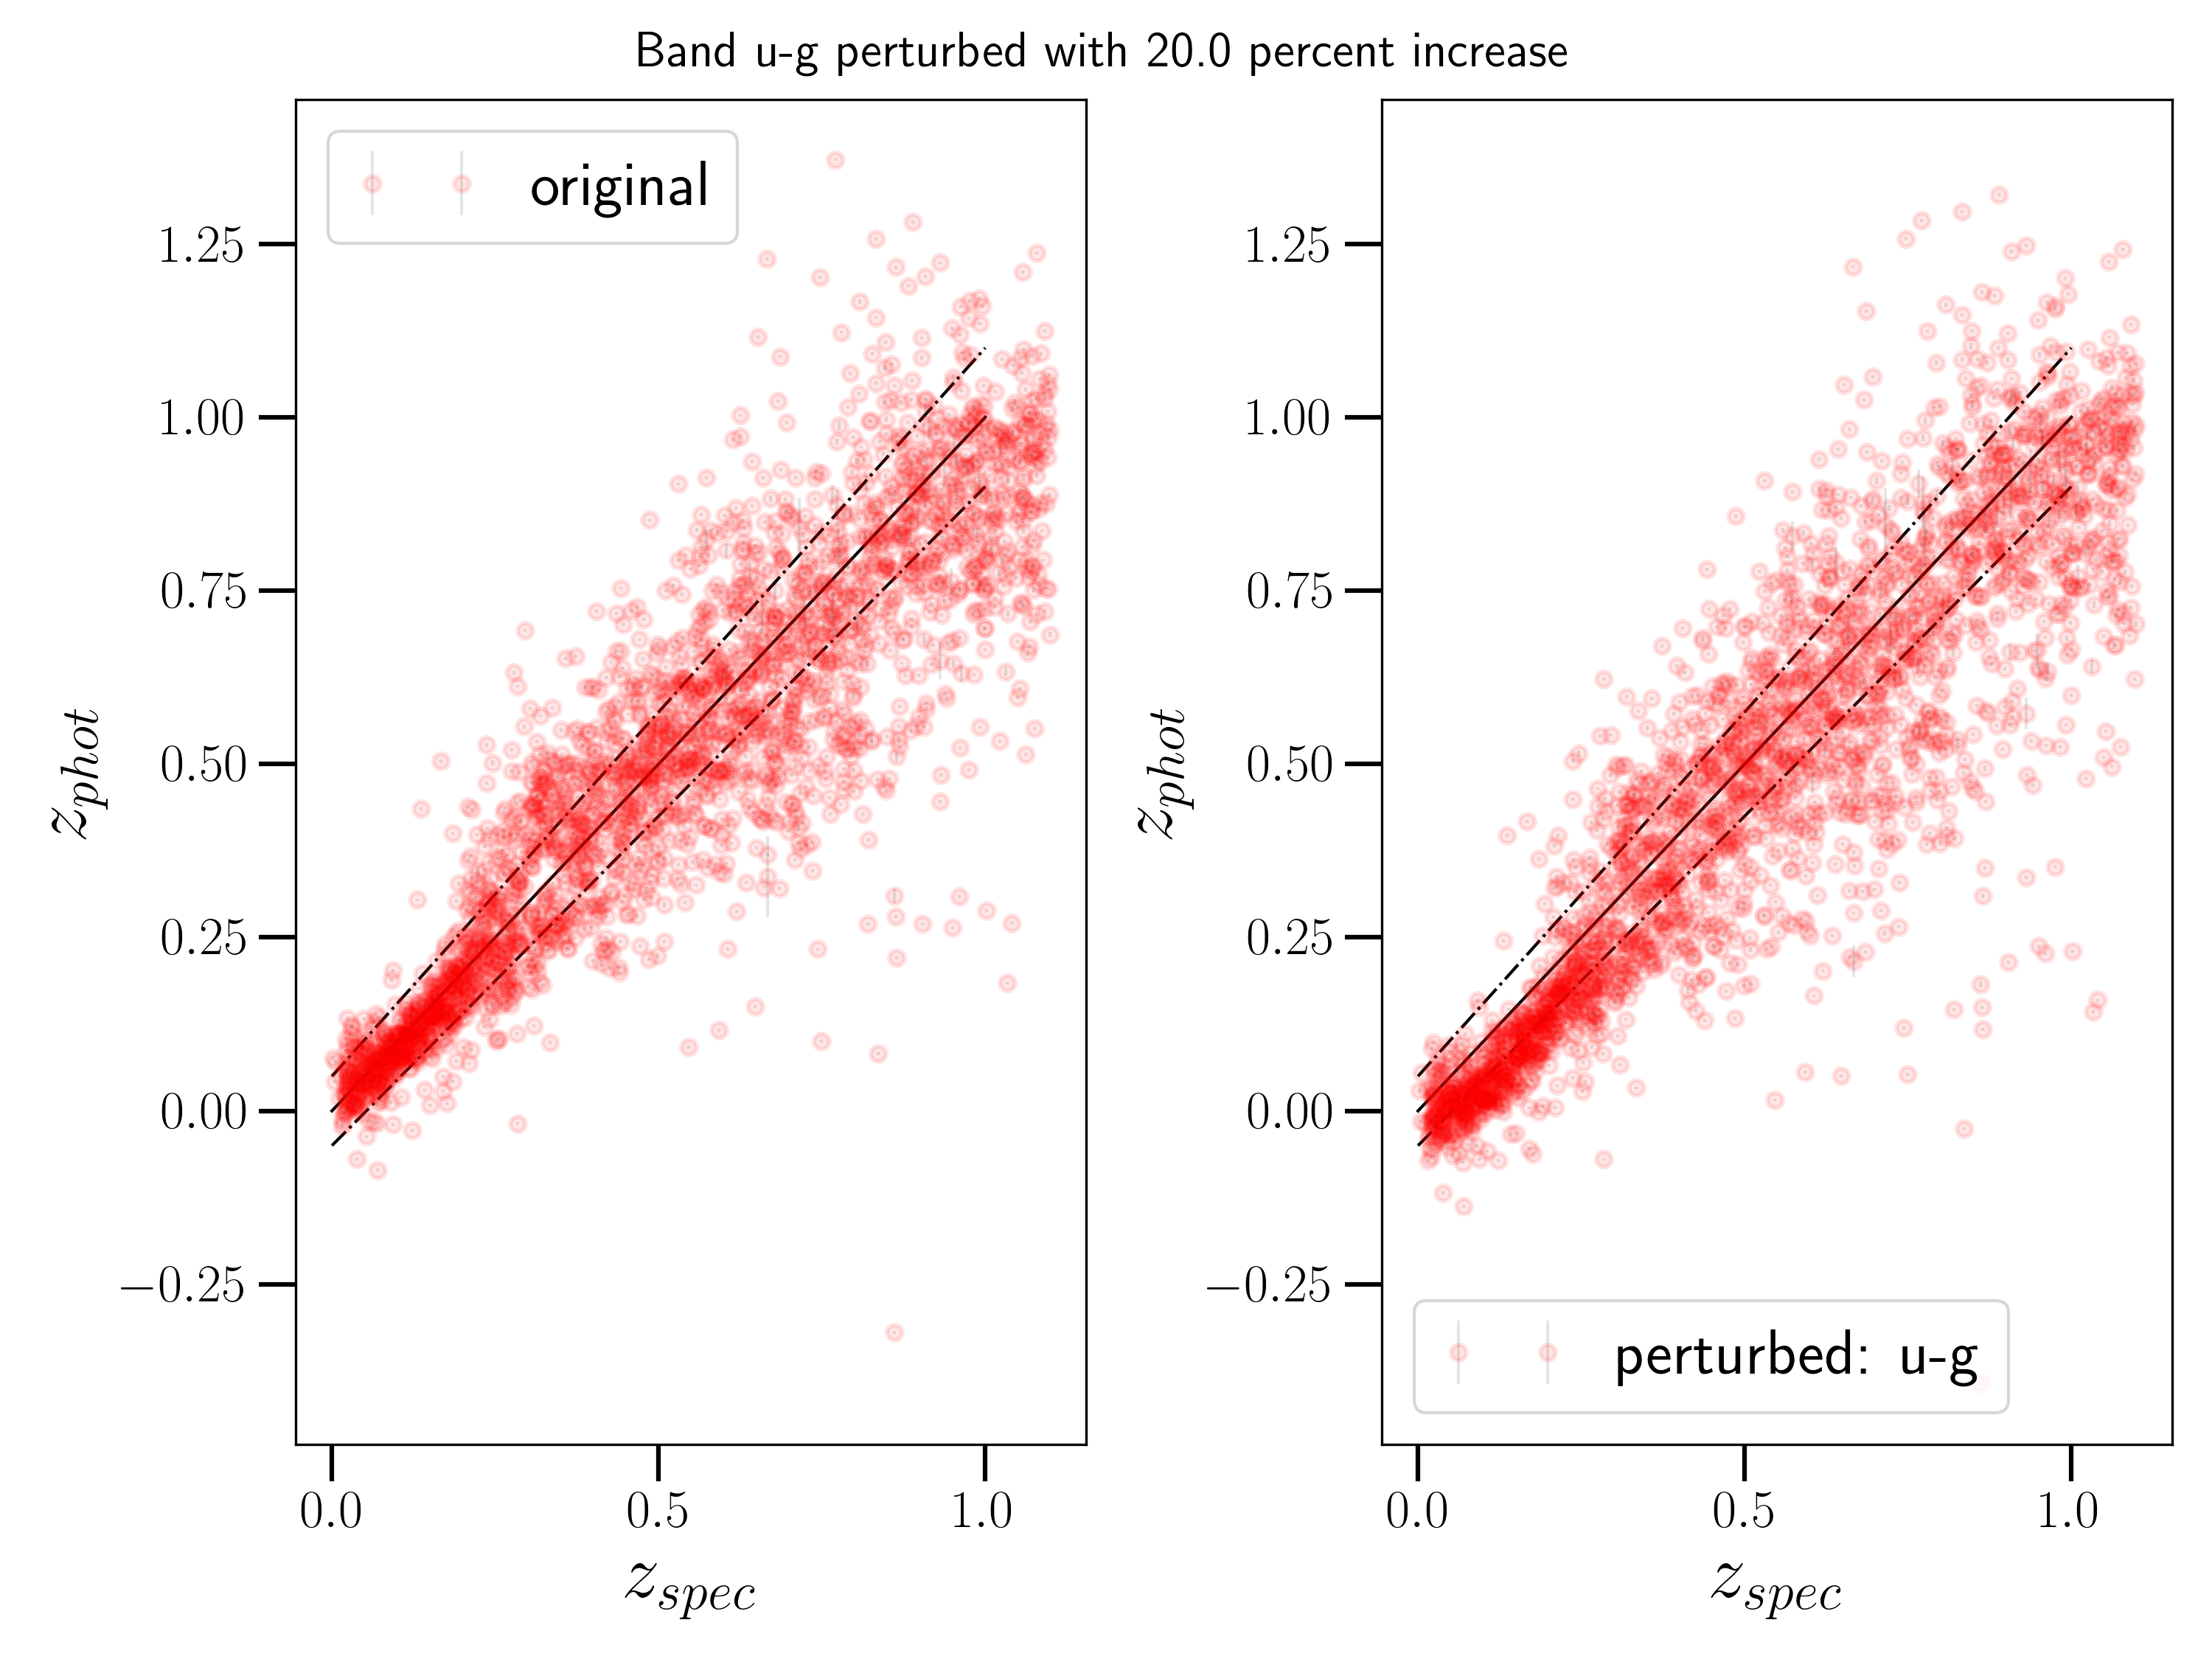 Band u-g perturbed with 20.0 percent increase
original
1.25
1.00
0.75
0.50
0.25
0.00
−0.25
z_phot
0.0 0.5 1.0
z_spec
1.25
1.00
0.75
0.50
0.25
0.00
−0.25
z_phot
perturbed: u-g
0.0 0.5 1.0
z_spec